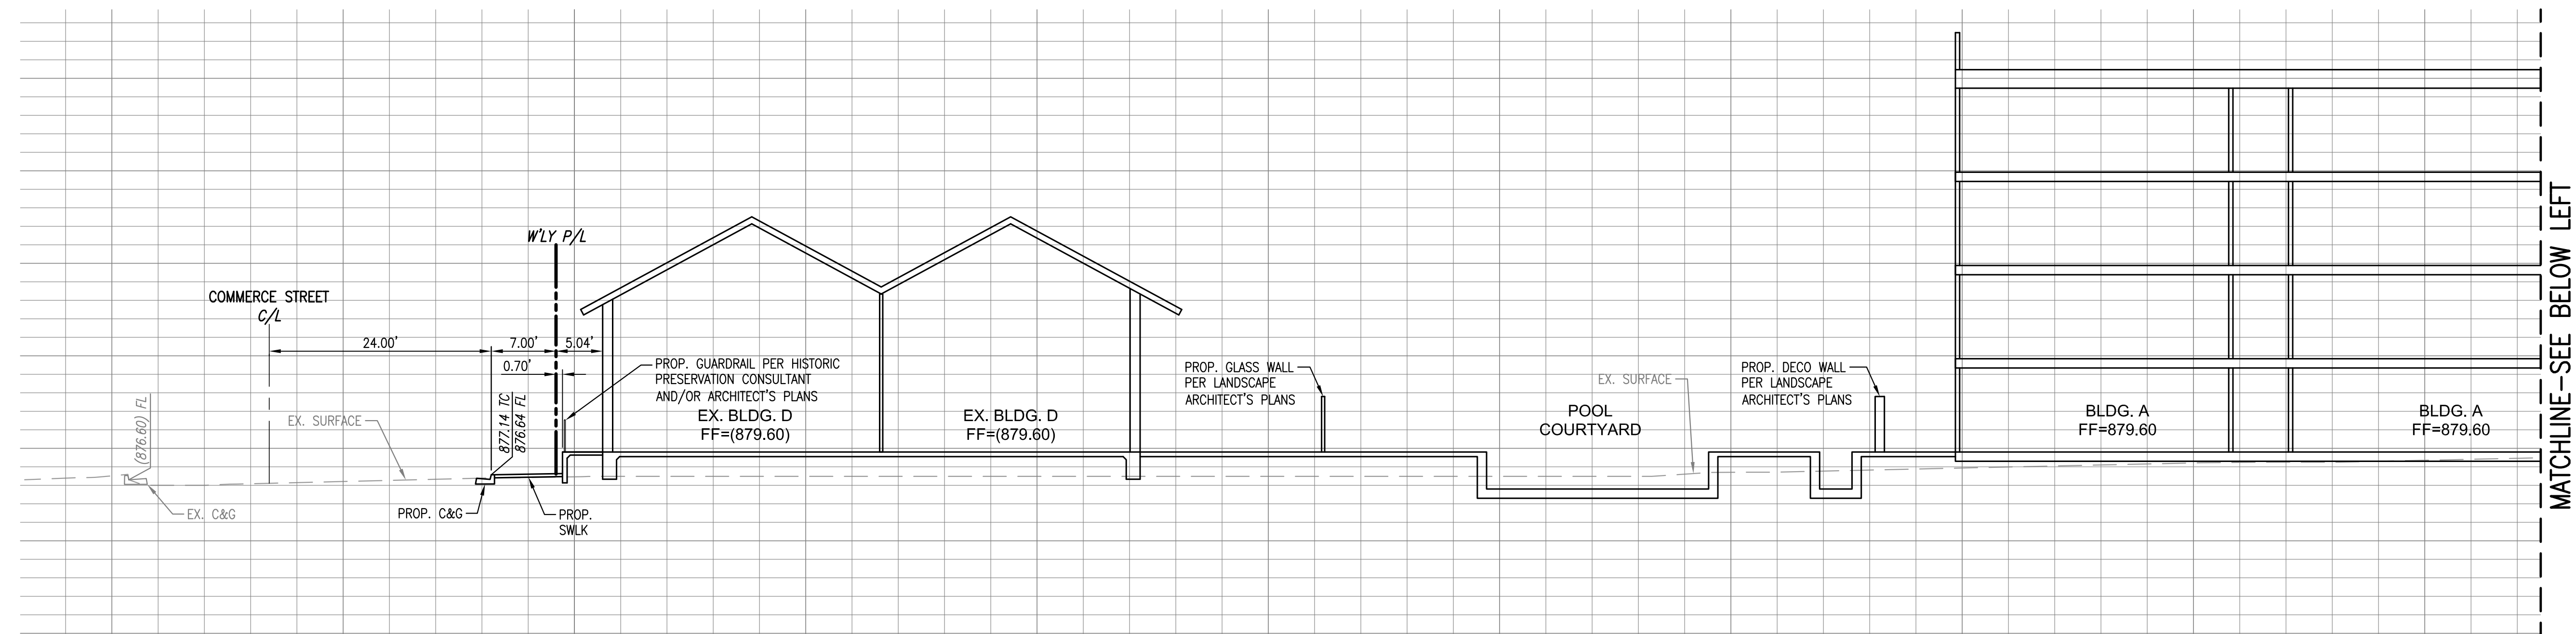 W'LY P/L
COMMERCE STREET
C/L
24.00'
7.00'
5.04'
0.70'
(876.60) FL
EX. SURFACE
877.14 TC
876.64 FL
EX. C&G
PROP. C&G
PROP.
SWLK
PROP. GUARDRAIL PER HISTORIC
PRESERVATION CONSULTANT
AND/OR ARCHITECT'S PLANS
EX. BLDG. D
FF=(879.60)
EX. BLDG. D
FF=(879.60)
PROP. GLASS WALL
PER LANDSCAPE
ARCHITECT'S PLANS
POOL
COURTYARD
EX. SURFACE
PROP. DECO WALL
PER LANDSCAPE
ARCHITECT'S PLANS
BLDG. A
FF=879.60
BLDG. A
FF=879.60
MATCHLINE-SEE BELOW LEFT